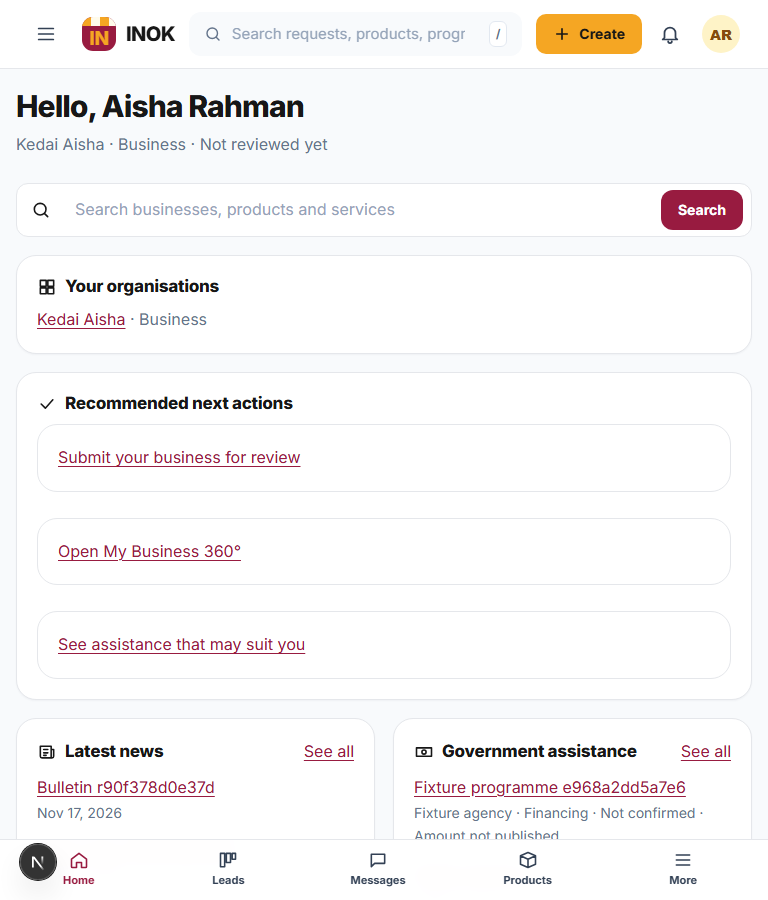 IN INOK
Search requests, products, progr
/
Create
AR
Hello, Aisha Rahman
Kedai Aisha · Business · Not reviewed yet
Search businesses, products and services
Search
Your organisations
Kedai Aisha · Business
Recommended next actions
Submit your business for review
Open My Business 360°
See assistance that may suit you
Latest news
See all
Bulletin r90f378d0e37d
Nov 17, 2026
Government assistance
See all
Fixture programme e968a2dd5a7e6
Fixture agency · Financing · Not confirmed ·
Amount not published
N
Home
Leads
Messages
Products
More